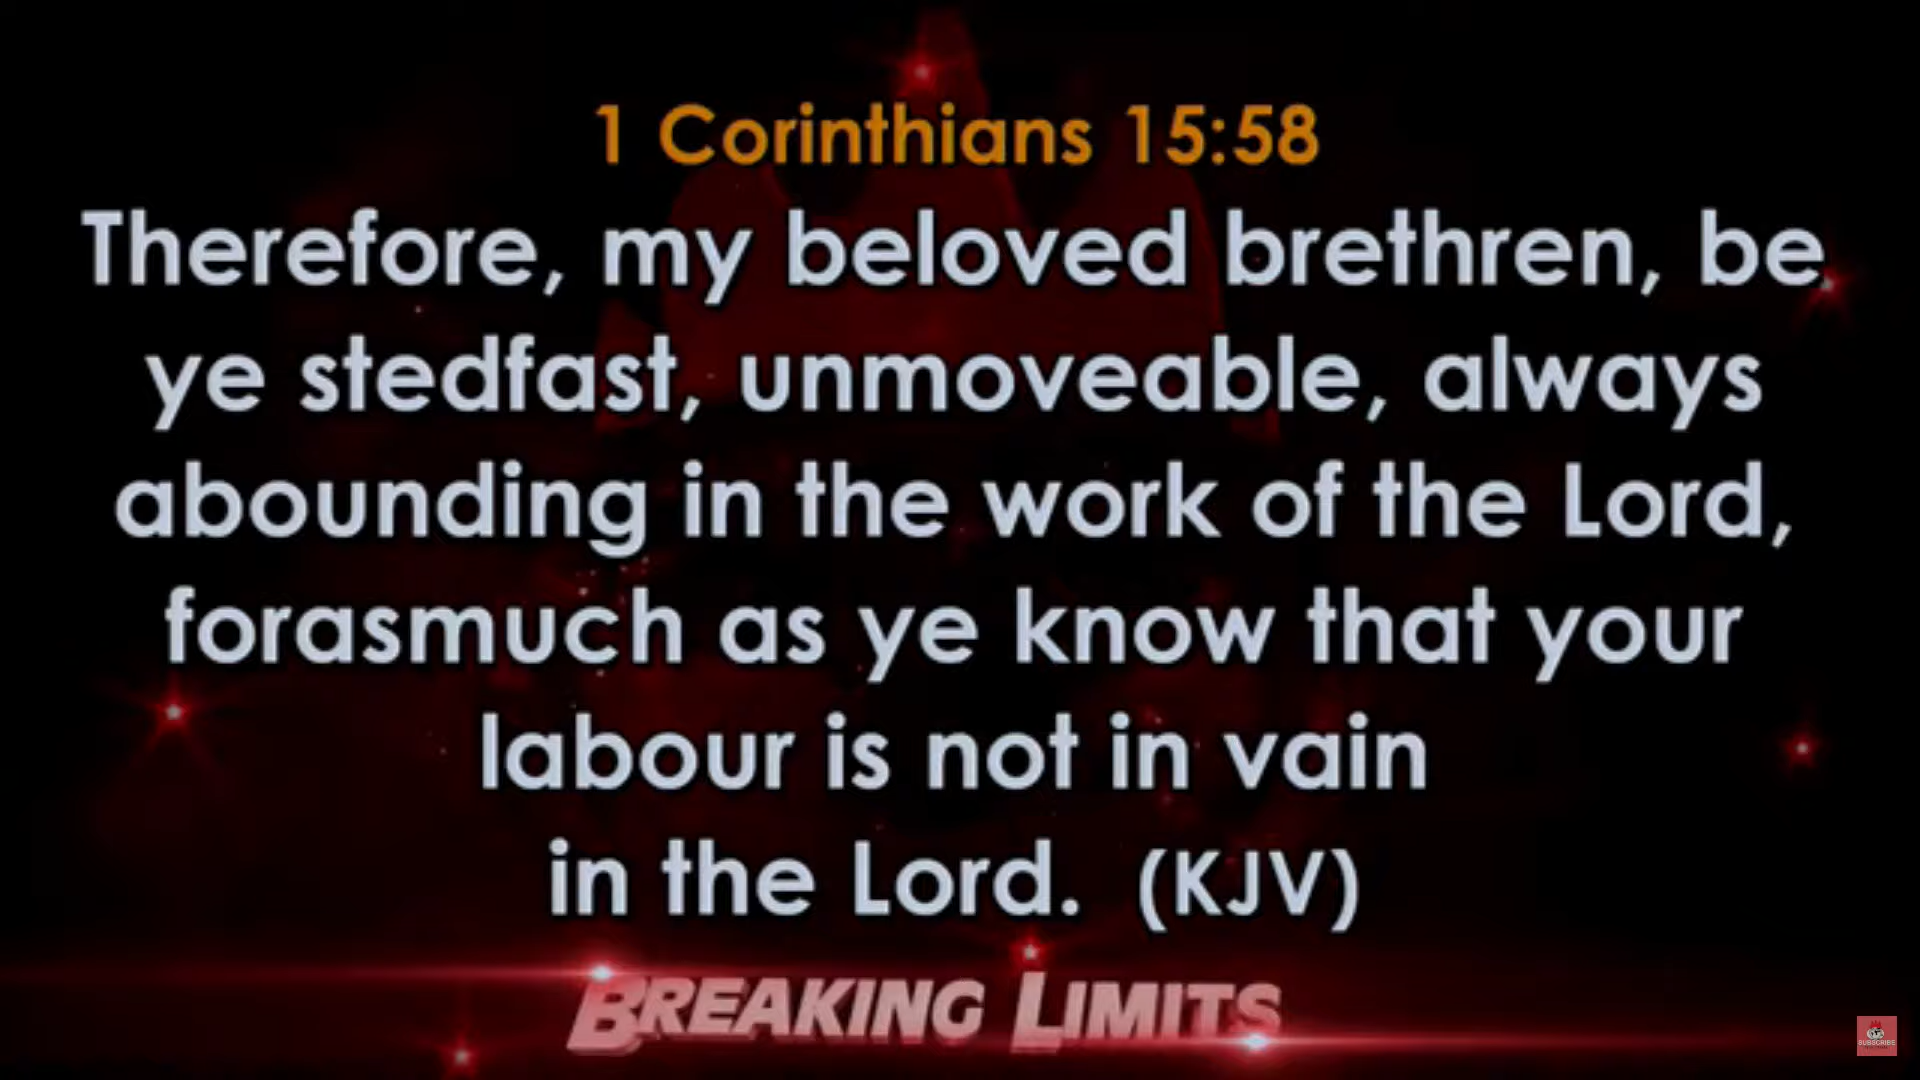 1 Corinthians 15:58
Therefore, my beloved brethren, be
ye stedfast, unmoveable, always
abounding in the work of the Lord,
forasmuch as ye know that your
labour is not in vain
in the Lord. (KJV)
BREAKING LIMITS
SUBSCRIBE